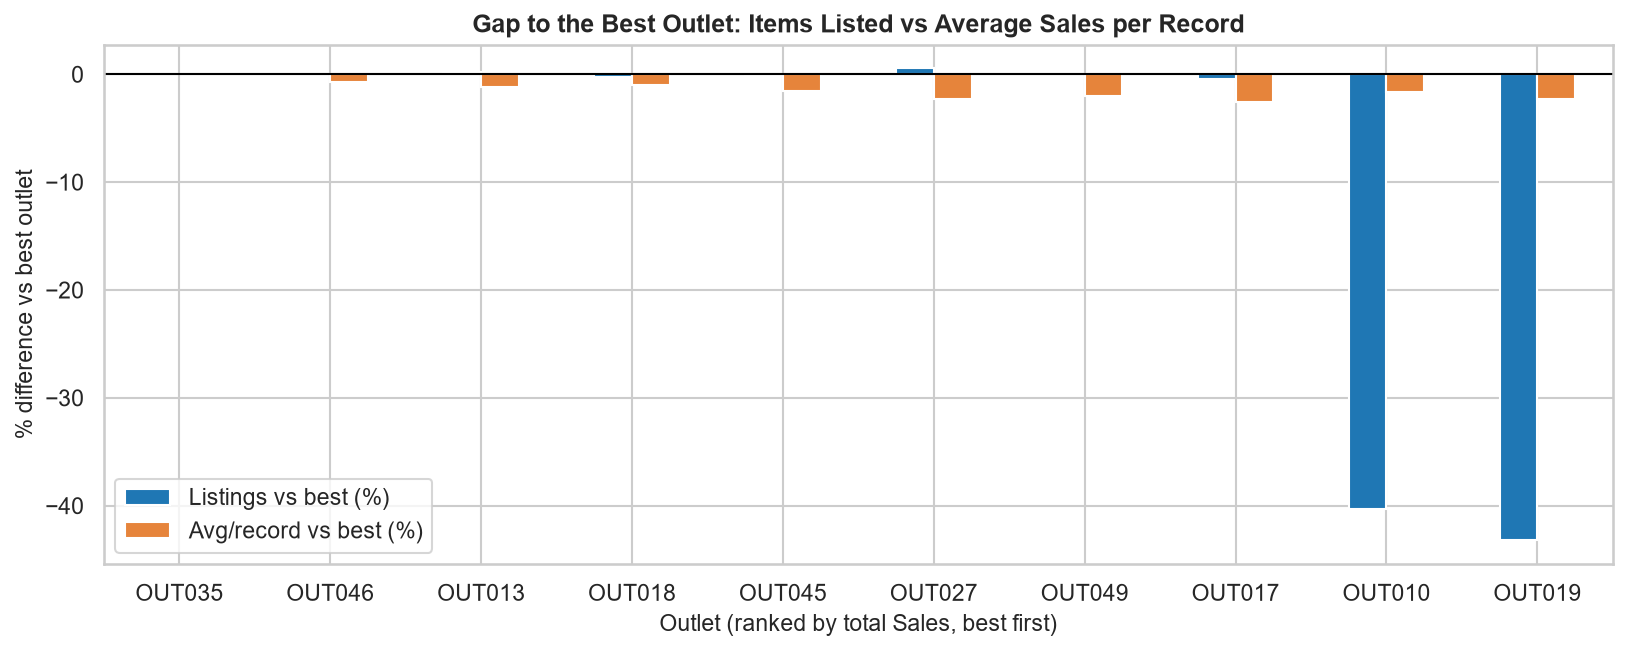 Gap to the Best Outlet: Items Listed vs Average Sales per Record
% difference vs best outlet
0
−10
−20
−30
−40
Listings vs best (%)
Avg/record vs best (%)
OUT035 OUT046 OUT013 OUT018 OUT045 OUT027 OUT049 OUT017 OUT010 OUT019
Outlet (ranked by total Sales, best first)